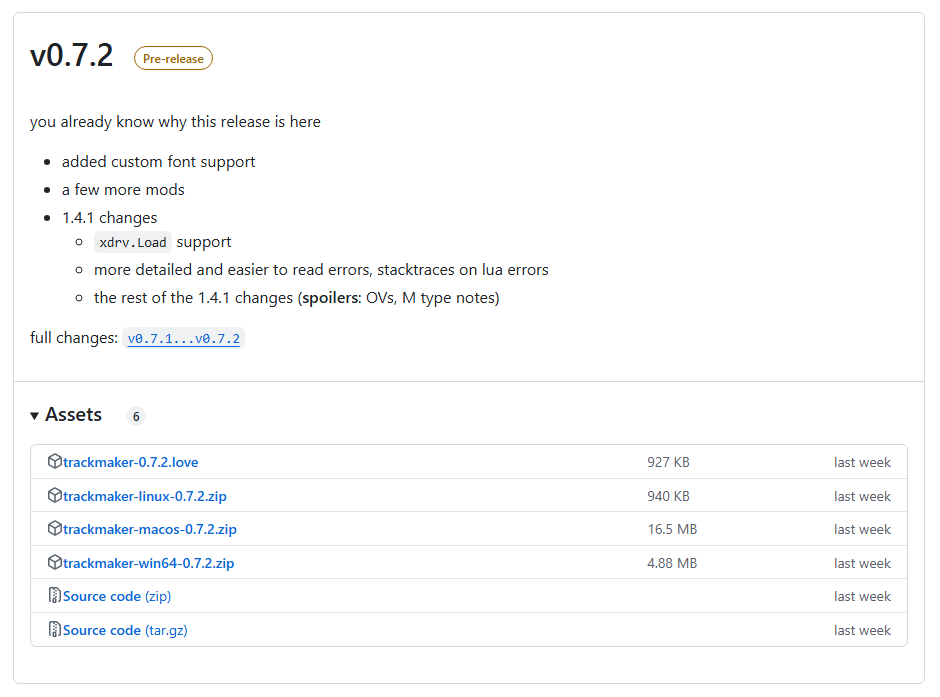 v0.7.2 Pre-release
you already know why this release is here
added custom font support
a few more mods
1.4.1 changes
xdrv.Load support
more detailed and easier to read errors, stacktraces on lua errors
the rest of the 1.4.1 changes (spoilers: OVs, M type notes)
full changes: v0.7.1...v0.7.2
Assets 6
trackmaker-0.7.2.love 927 KB last week
trackmaker-linux-0.7.2.zip 940 KB last week
trackmaker-macos-0.7.2.zip 16.5 MB last week
trackmaker-win64-0.7.2.zip 4.88 MB last week
Source code (zip) last week
Source code (tar.gz) last week